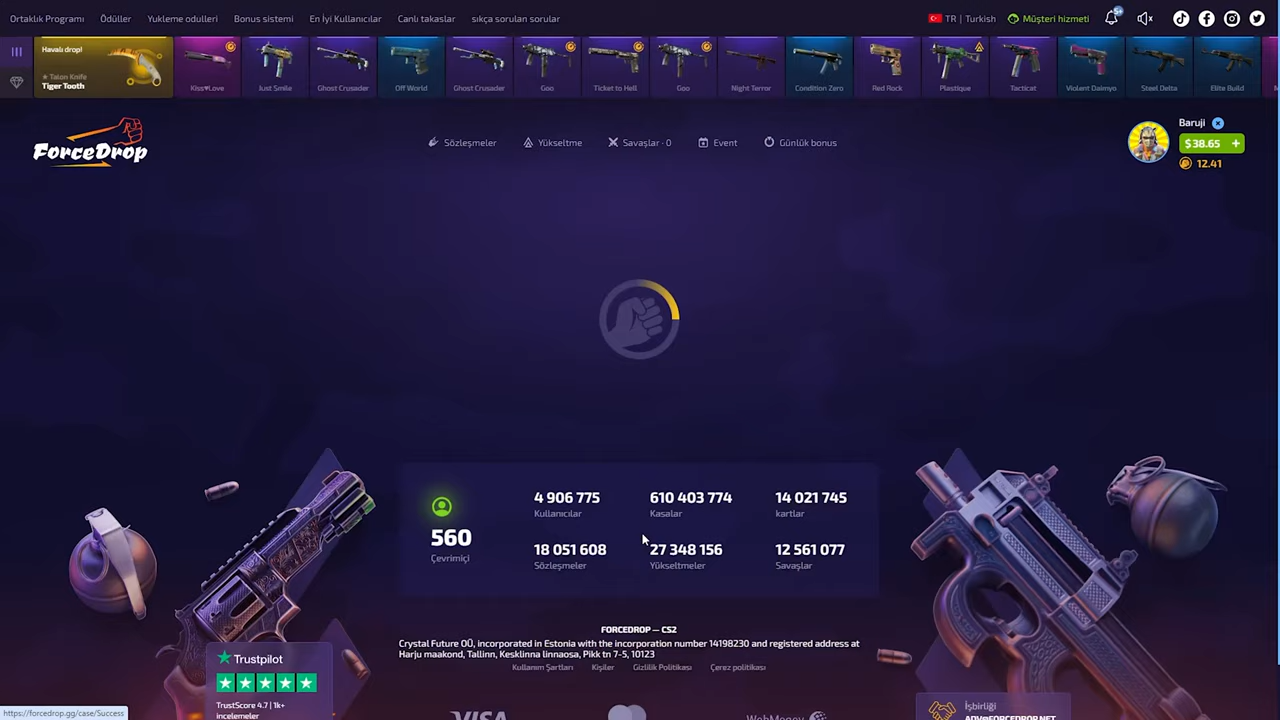 Ortaklık Programı Ödüller Yukleme odulleri Bonus sistemi En İyi Kullanıcılar Canlı takaslar sıkça sorulan sorular
TR | Turkish Müşteri hizmeti 5+
Havalı drop!
★ Talon Knife
Tiger Tooth
Kiss♥Love Just Smile Ghost Crusader Off World Ghost Crusader Goo Ticket to Hell Goo Night Terror Condition Zero Red Rock Plastique Tacticat Violent Daimyo Steel Delta Elite Build
ForceDrop
Sözleşmeler Yükseltme Savaşlar · 0 Event Günlük bonus
Baruji
$ 38.65 +
12.41
560
Çevrimiçi
4 906 775 610 403 774 14 021 745
Kullanıcılar Kasalar kartlar
18 051 608 27 348 156 12 561 077
Sözleşmeler Yükseltmeler Savaşlar
FORCEDROP — CS2
Crystal Future OÜ, incorporated in Estonia with the incorporation number 14198230 and registered address at
Harju maakond, Tallinn, Kesklinna linnaosa, Pikk tn 7-5, 10123
Kullanım Şartları Kişiler Gizlilik Politikası Çerez politikası
Trustpilot
TrustScore 4.7 | 1k+
incelemeler
İşbirliği
ADV@FORCEDROP.NET
VISA
WebMoney
https://forcedrop.gg/case/Success